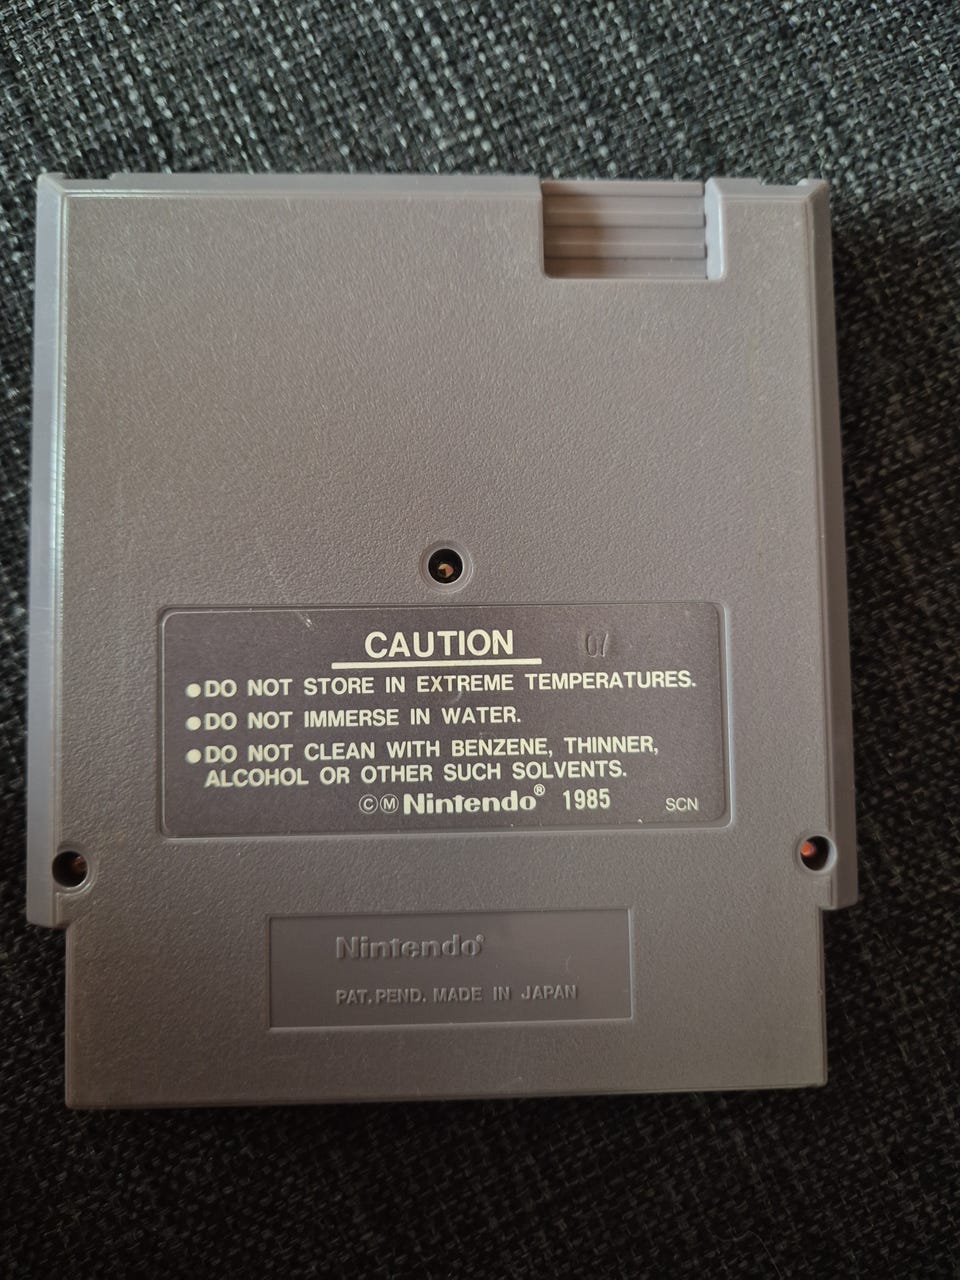 CAUTION 07
●DO NOT STORE IN EXTREME TEMPERATURES.
●DO NOT IMMERSE IN WATER.
●DO NOT CLEAN WITH BENZENE, THINNER,
ALCOHOL OR OTHER SUCH SOLVENTS.
ⒸⓂNintendo® 1985 SCN
Nintendo®
PAT. PEND. MADE IN JAPAN